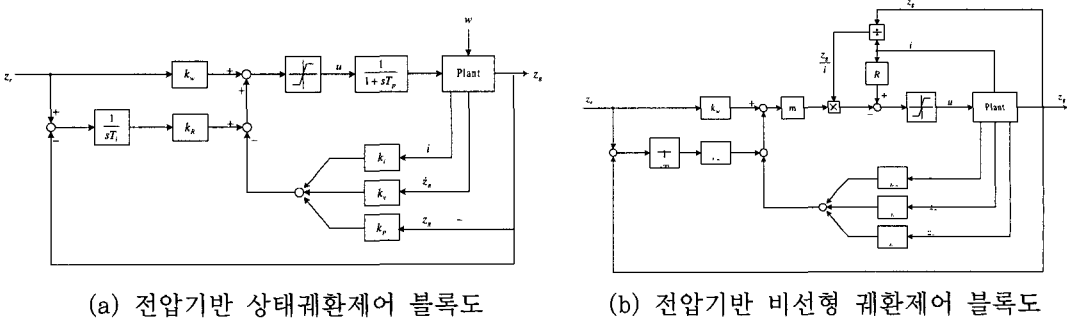 w
z_r
k_w
+
+
u
1
1 + sT_p
Plant
z_g
+
−
1
sT_i
k_R
+
+
−
k_i
i
k_v
ż_g
k_p
z_g
(a) 전압기반 상태궤환제어 블록도
z_g
÷
z_g
i
i
R
+
−
z_r
k_w
+
m
×
u
Plant
z_g
(b) 전압기반 비선형 궤환제어 블록도